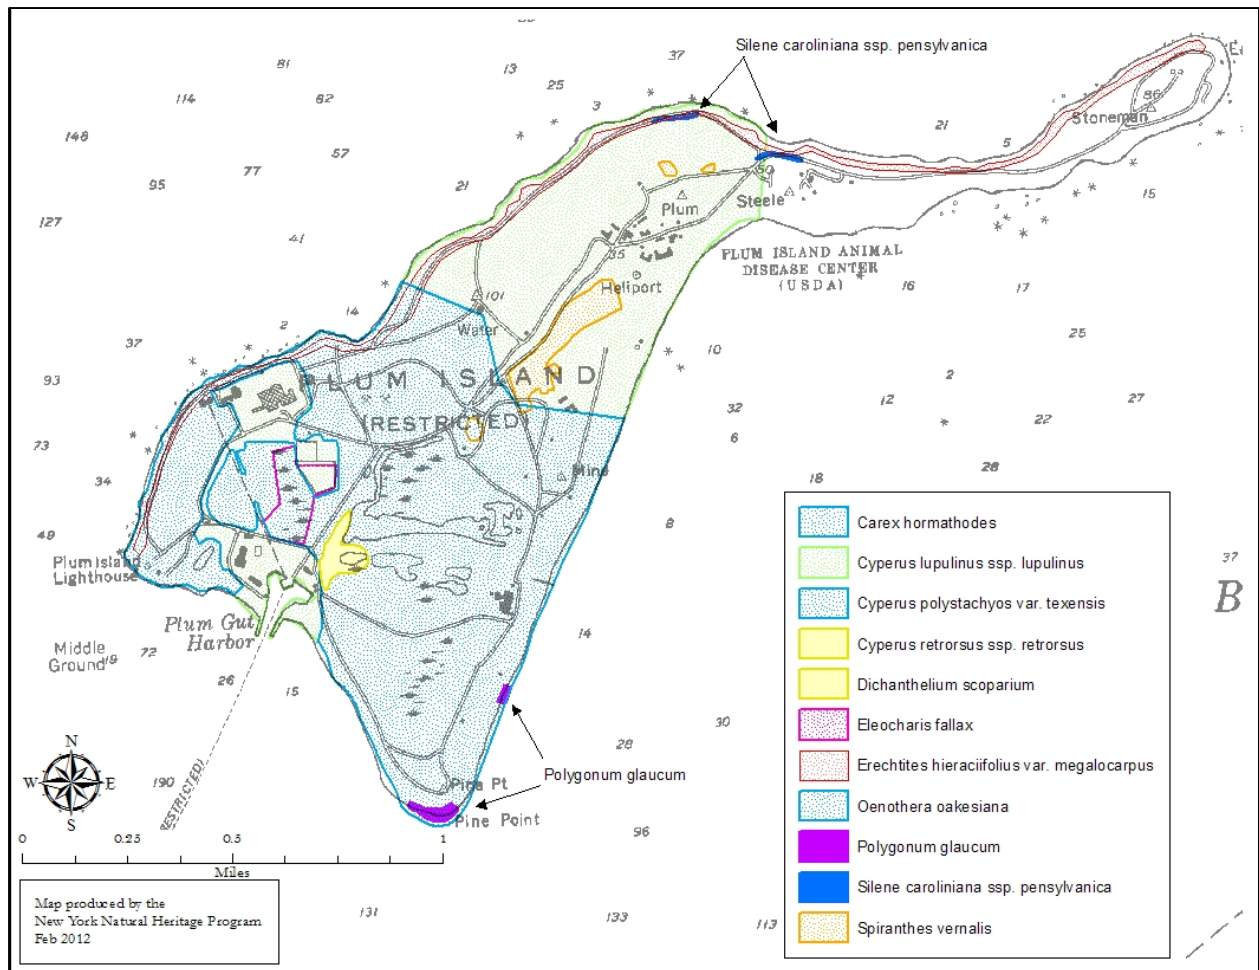 Silene caroliniana ssp. pensylvanica
37
81
13
25
114
82
3
148
57
77
21
95
127
41
21
5
86
Stoneman
15
50
Plum
Steele
35
PLUM ISLAND ANIMAL
DISEASE CENTER
(USDA)
16
17
Heliport
101
Water
14
2
37
25
10
93
PLUM ISLAND
2
12
27
32
22
(RESTRICTED)
73
6
28
Mine
18
34
8
49
Plum Island
Lighthouse
37
B
Plum Gut
Harbor
14
Middle
Ground
19
72
26
15
30
28
Polygonum glaucum
N
W
E
S
190
RESTRICTED)
Pine Pt
Pine Point
96
0
0.25
0.5
1
Miles
131
133
113
Map produced by the
New York Natural Heritage Program
Feb 2012
Carex hormathodes
Cyperus lupulinus ssp. lupulinus
Cyperus polystachyos var. texensis
Cyperus retrorsus ssp. retrorsus
Dichanthelium scoparium
Eleocharis fallax
Erechtites hieraciifolius var. megalocarpus
Oenothera oakesiana
Polygonum glaucum
Silene caroliniana ssp. pensylvanica
Spiranthes vernalis